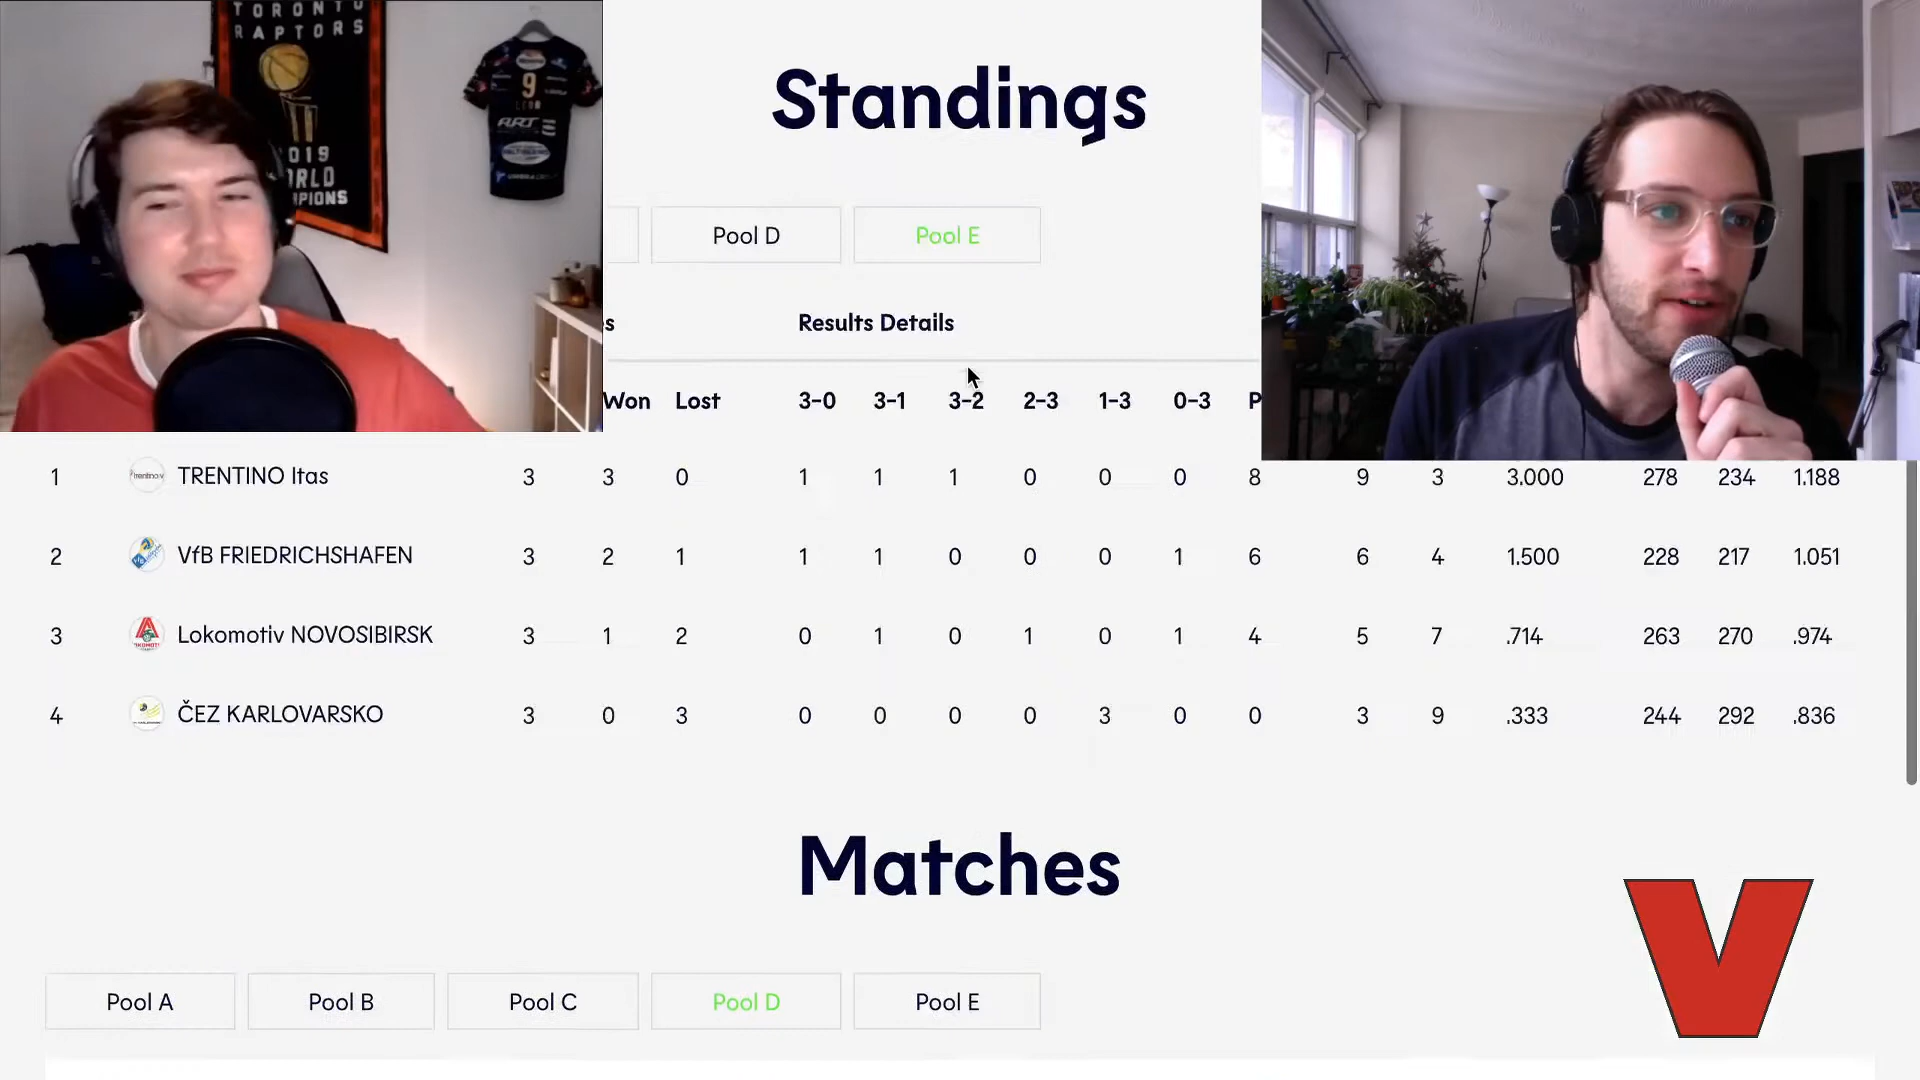 TORONTO
RAPTORS
2019
WORLD
CHAMPIONS
9
LEON
ART
Standings
Pool D
Pool E
Results Details
Won Lost 3-0 3-1 3-2 2-3 1-3 0-3 P
1 TRENTINO Itas 3 3 0 1 1 1 0 0 0 8 9 3 3.000 278 234 1.188
2 VfB FRIEDRICHSHAFEN 3 2 1 1 1 0 0 0 1 6 6 4 1.500 228 217 1.051
3 Lokomotiv NOVOSIBIRSK 3 1 2 0 1 0 1 0 1 4 5 7 .714 263 270 .974
4 ČEZ KARLOVARSKO 3 0 3 0 0 0 0 3 0 0 3 9 .333 244 292 .836
Matches
Pool A
Pool B
Pool C
Pool D
Pool E
V